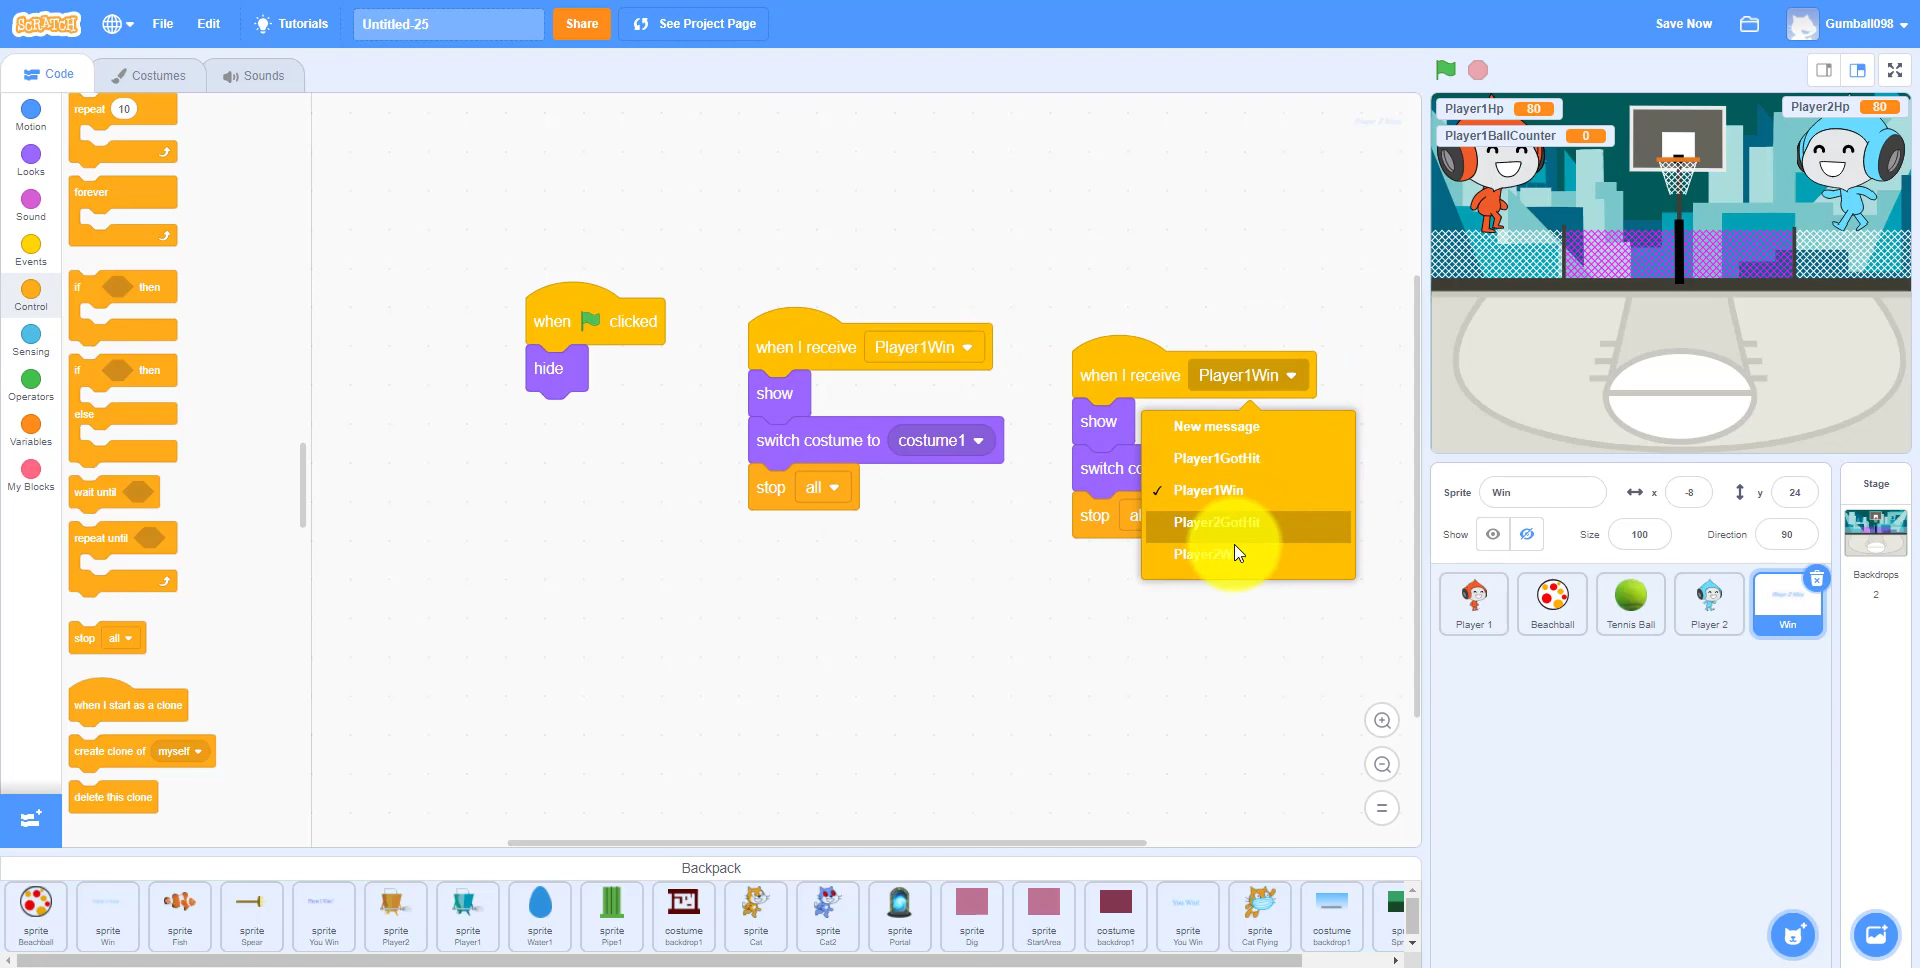 SCRATCH
File
Edit
Tutorials
Untitled-25
Share
See Project Page
Save Now
Gumball098
Code
Costumes
Sounds
Motion
Looks
Sound
Events
Control
Sensing
Operators
Variables
My Blocks
repeat 10
forever
if then
if then
else
wait until
repeat until
stop all
when I start as a clone
create clone of myself
delete this clone
when clicked
hide
when I receive Player1Win
show
switch costume to costume1
stop all
when I receive Player1Win
show
switch co
stop al
New message
Player1GotHit
✓ Player1Win
Player2GotHit
Player2W
Player1Hp 80
Player1BallCounter 0
Player2Hp 80
Sprite Win x -8 y 24
Show Size 100 Direction 90
Player 1
Beachball
Tennis Ball
Player 2
Win
Stage
Backdrops
2
Backpack
sprite
Beachball
sprite
Win
sprite
Fish
sprite
Spear
sprite
You Win
sprite
Player2
sprite
Player1
sprite
Water1
sprite
Pipe1
costume
backdrop1
sprite
Cat
sprite
Cat2
sprite
Portal
sprite
Dig
sprite
StartArea
costume
backdrop1
You Win!
sprite
You Win
sprite
Cat Flying
costume
backdrop1